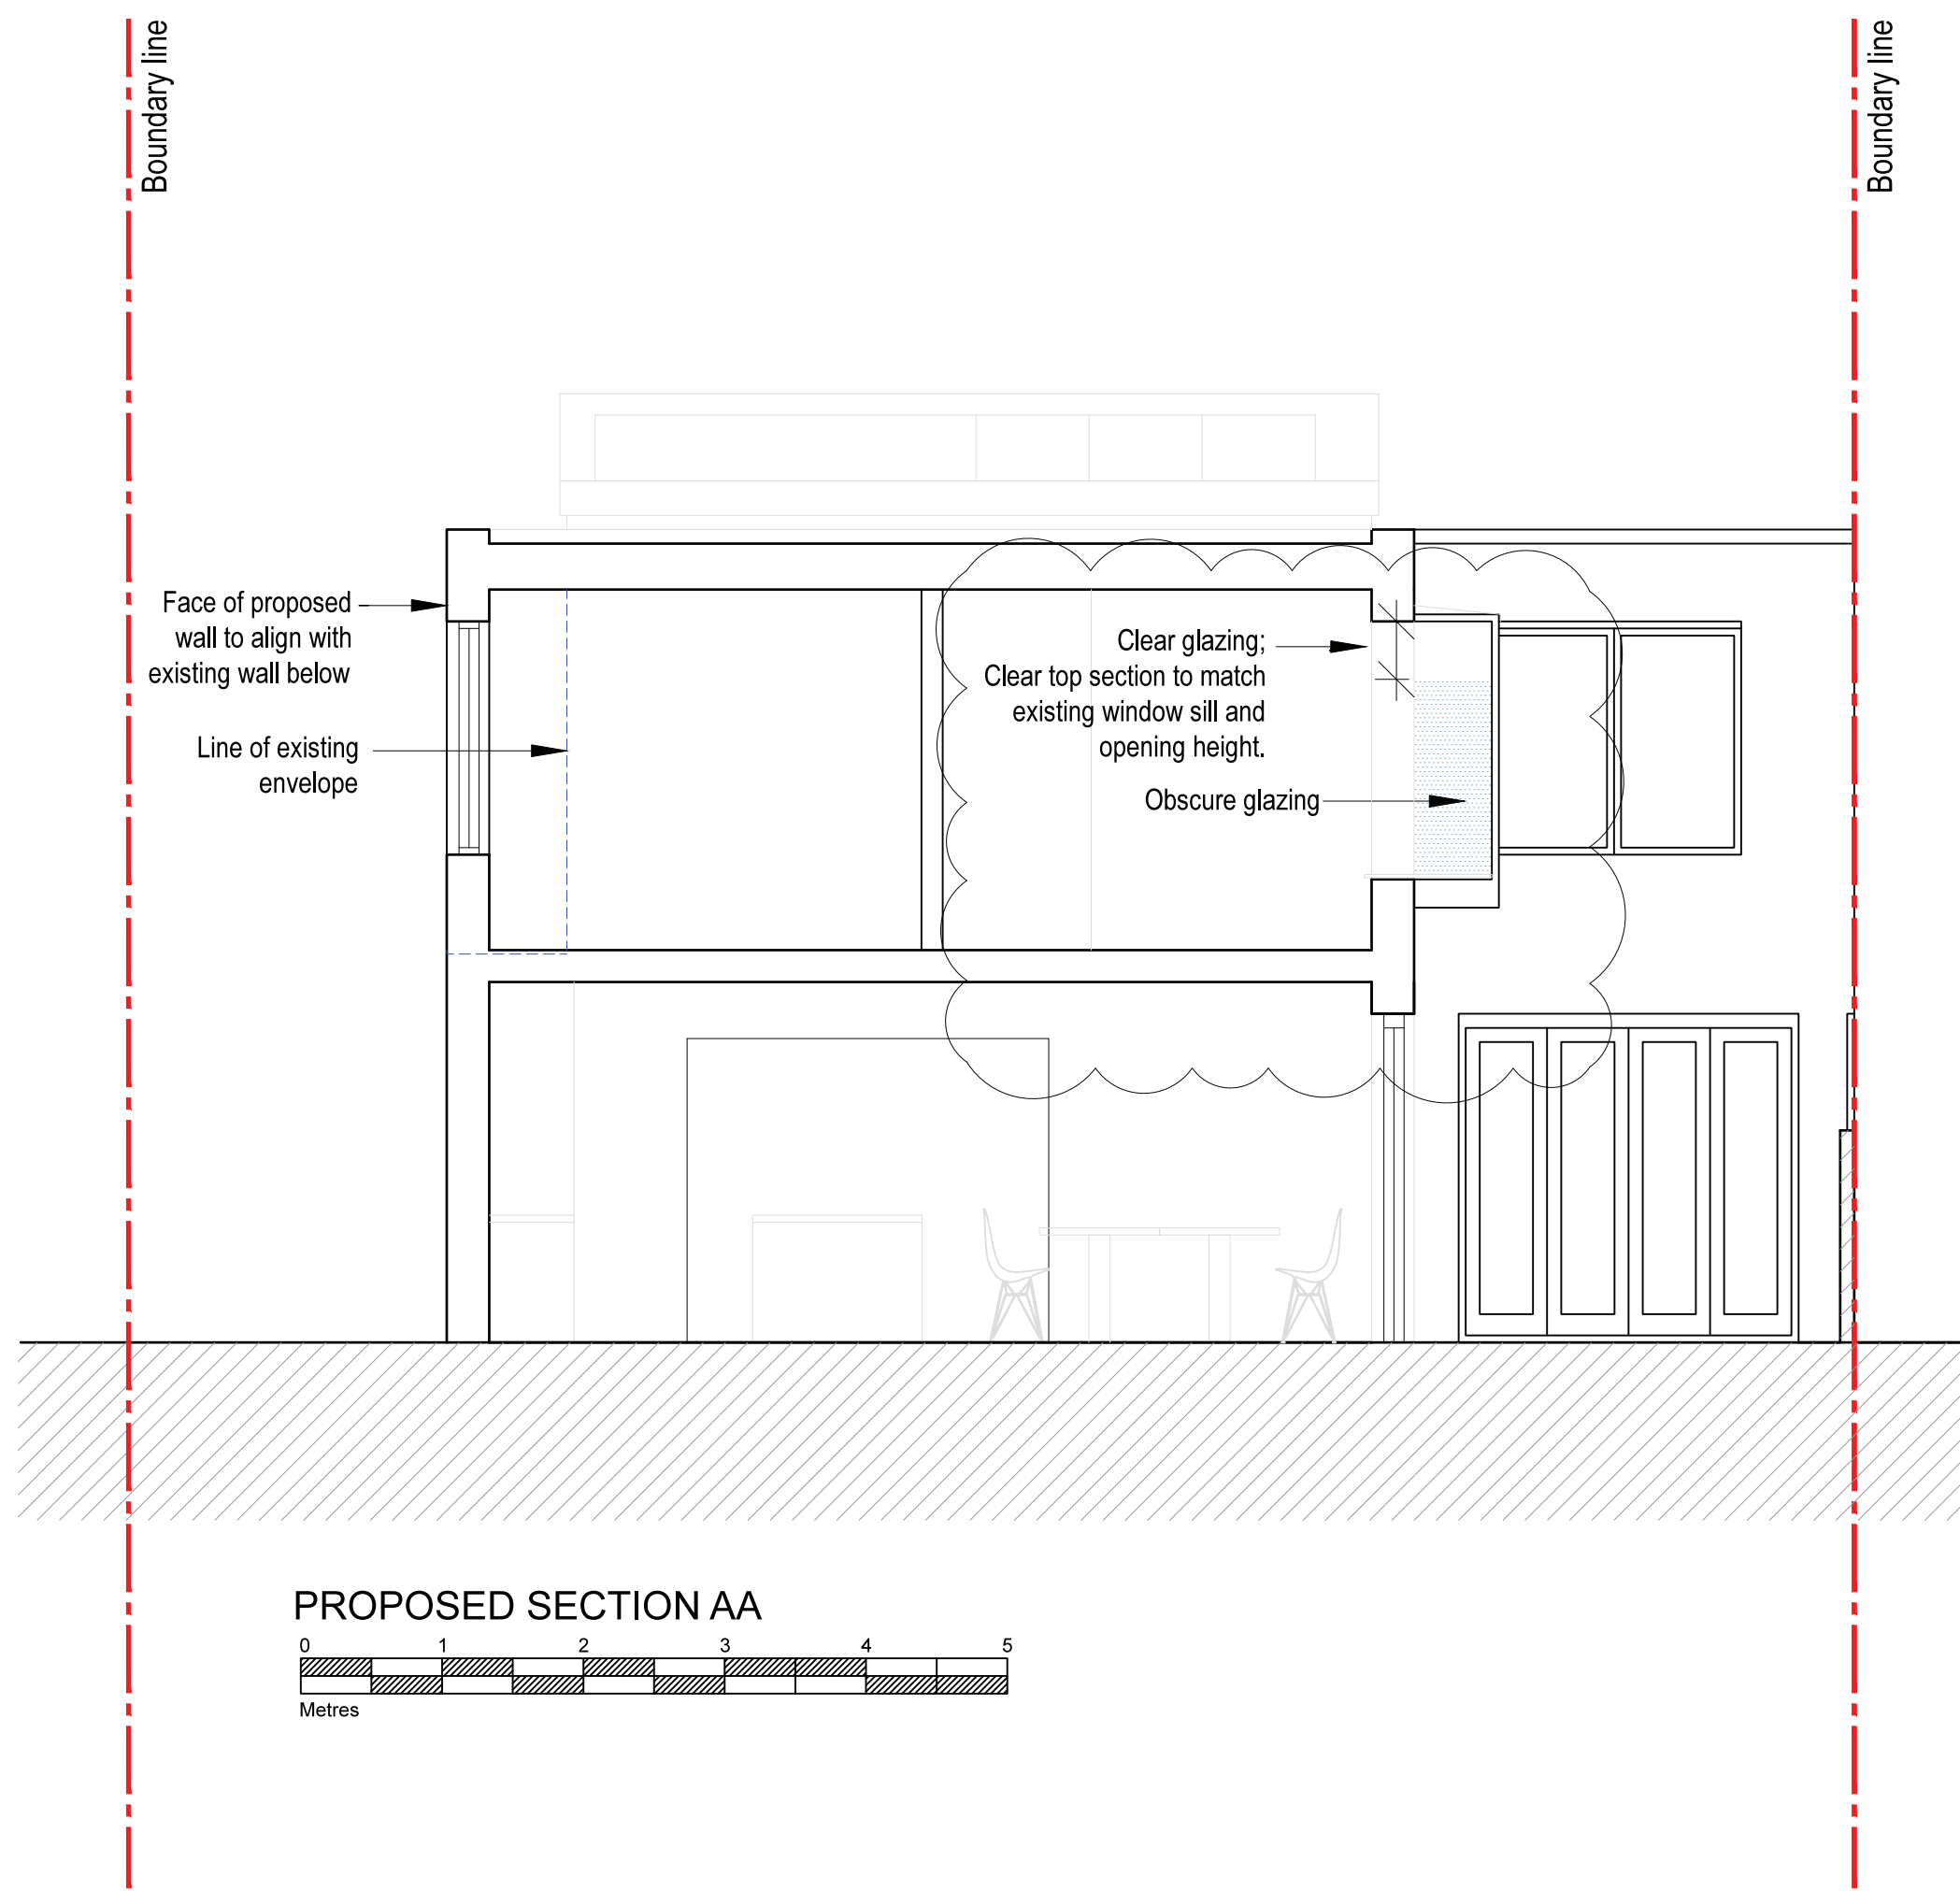 Boundary line
Boundary line
Face of proposed
wall to align with
existing wall below
Line of existing
envelope
Clear glazing;
Clear top section to match
existing window sill and
opening height.
Obscure glazing
PROPOSED SECTION AA
0 1 2 3 4 5
Metres